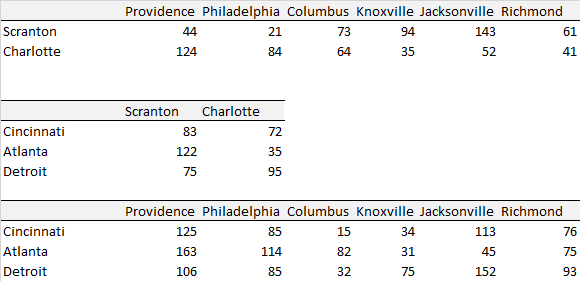 Providence Philadelphia Columbus Knoxville Jacksonville Richmond
Scranton 44 21 73 94 143 61
Charlotte 124 84 64 35 52 41
Scranton Charlotte
Cincinnati 83 72
Atlanta 122 35
Detroit 75 95
Providence Philadelphia Columbus Knoxville Jacksonville Richmond
Cincinnati 125 85 15 34 113 76
Atlanta 163 114 82 31 45 75
Detroit 106 85 32 75 152 93